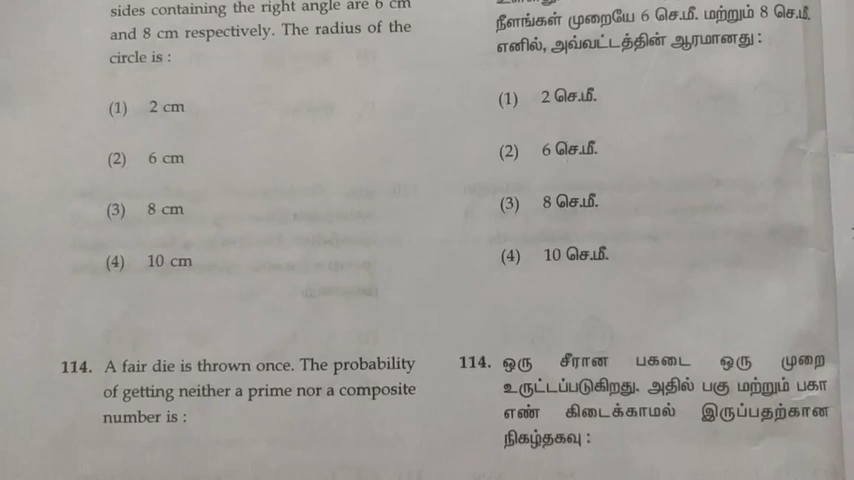 sides containing the right angle are 6 cm
and 8 cm respectively. The radius of the
circle is :
(1) 2 cm
(2) 6 cm
(3) 8 cm
(4) 10 cm
114. A fair die is thrown once. The probability
of getting neither a prime nor a composite
number is :
நீளங்கள் முறையே 6 செ.மீ. மற்றும் 8 செ.மீ.
எனில், அவ்வட்டத்தின் ஆரமானது :
(1) 2 செ.மீ.
(2) 6 செ.மீ.
(3) 8 செ.மீ.
(4) 10 செ.மீ.
114. ஒரு சீரான பகடை ஒரு முறை
உருட்டப்படுகிறது. அதில் பகு மற்றும் பகா
எண் கிடைக்காமல் இருப்பதற்கான
நிகழ்தகவு :